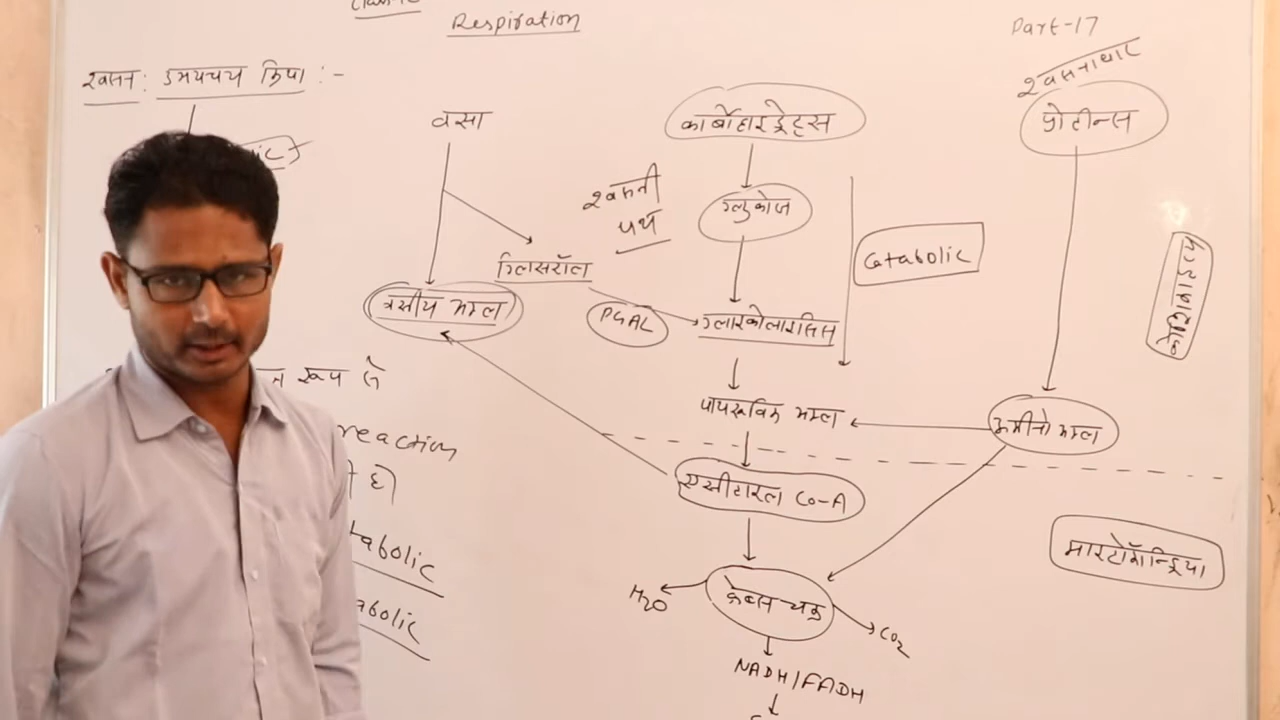 Respiration
Part-17
श्वसन: उभयचय क्रिया :-
श्वसनाधार
वसा
कार्बोहाइड्रेट्स
प्रोटीन्स
श्वसनी
पथ
ग्लुकोज
Catabolic
ग्लिसरॉल
वसीय अम्ल
PGAL
ग्लाइकोलाइसिस
रूप से
पायरूविक अम्ल
अमीनो अम्ल
reaction
एसीटाइल Co-A
माइटोकॉन्ड्रिया
tabolic
H2O
क्रेब्स चक्र
CO2
abolic
NADH/FADH